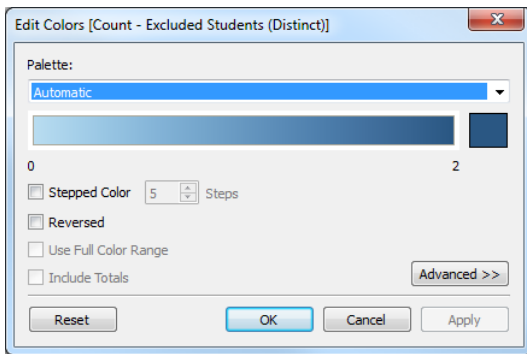 Edit Colors [Count - Excluded Students (Distinct)]
Palette:
Automatic
0 2
Stepped Color 5 Steps
Reversed
Use Full Color Range
Include Totals
Advanced >>
Reset OK Cancel Apply